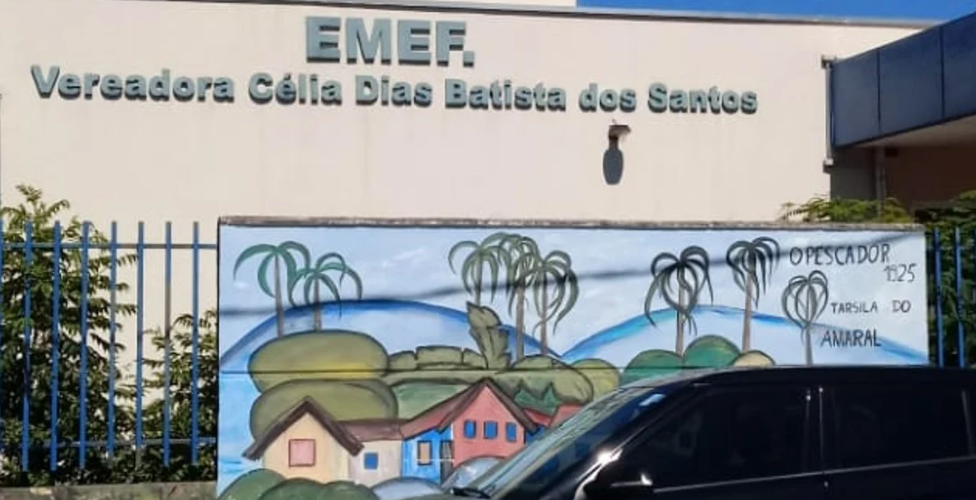 EMEF.
Vereadora Célia Dias Batista dos Santos
O PESCADOR
1925
TARSILA DO
AMARAL